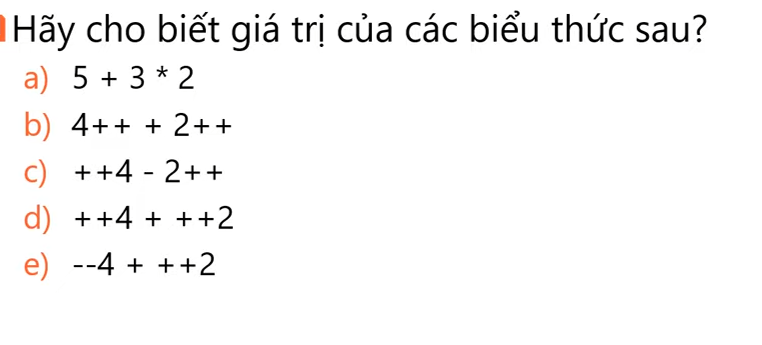 Hãy cho biết giá trị của các biểu thức sau?
a) 5 + 3 * 2
b) 4++ + 2++
c) ++4 - 2++
d) ++4 + ++2
e) --4 + ++2